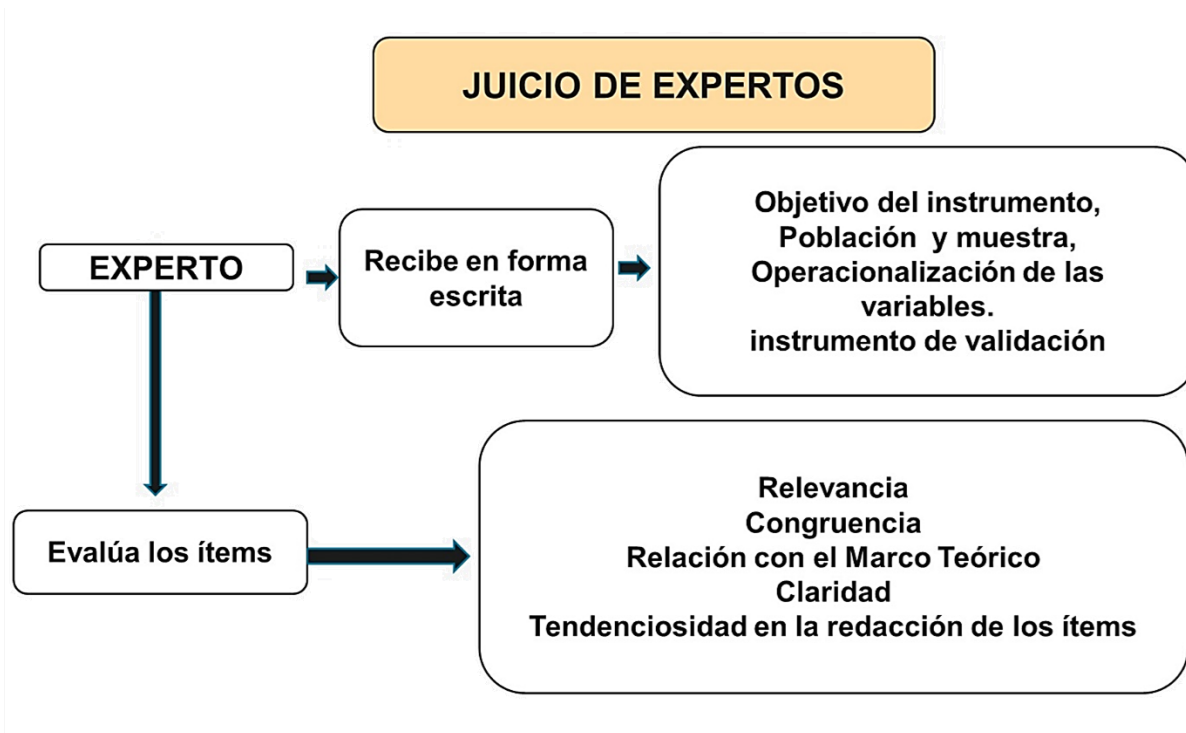 JUICIO DE EXPERTOS
EXPERTO
Recibe en forma
escrita
Objetivo del instrumento,
Población y muestra,
Operacionalización de las
variables.
instrumento de validación
Evalúa los ítems
Relevancia
Congruencia
Relación con el Marco Teórico
Claridad
Tendenciosidad en la redacción de los ítems